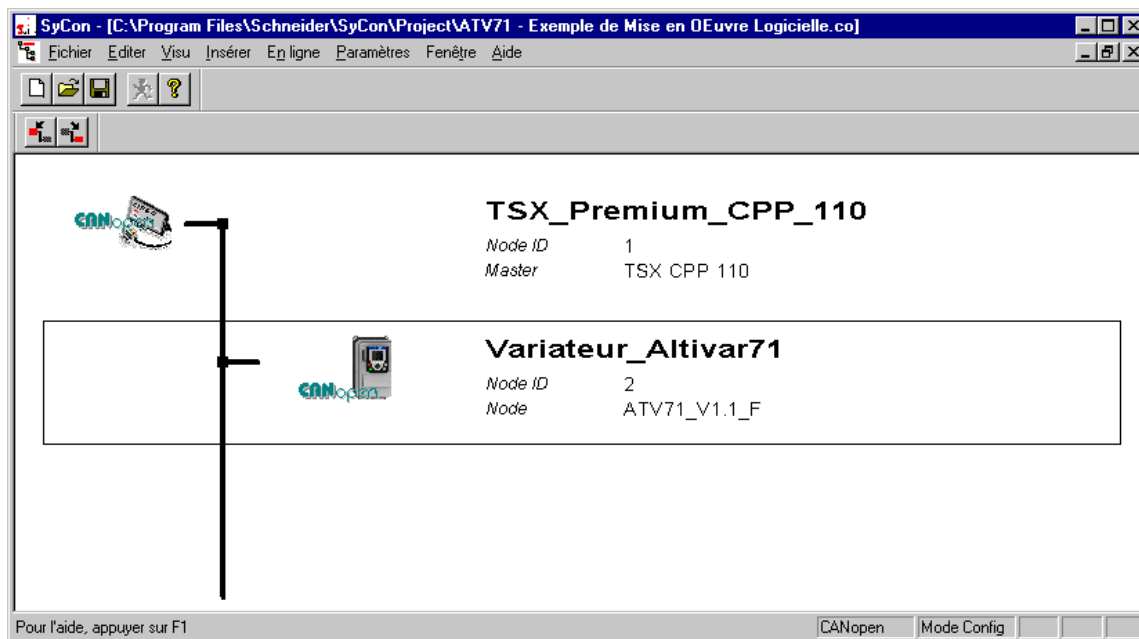 SyCon - [C:\Program Files\Schneider\SyCon\Project\ATV71 - Exemple de Mise en OEuvre Logicielle.co]
Fichier Editer Visu Insérer En ligne Paramètres Fenêtre Aide
CANopen
TSX_Premium_CPP_110
Node ID 1
Master TSX CPP 110
CANopen
Variateur_Altivar71
Node ID 2
Node ATV71_V1.1_F
Pour l'aide, appuyer sur F1 CANopen Mode Config